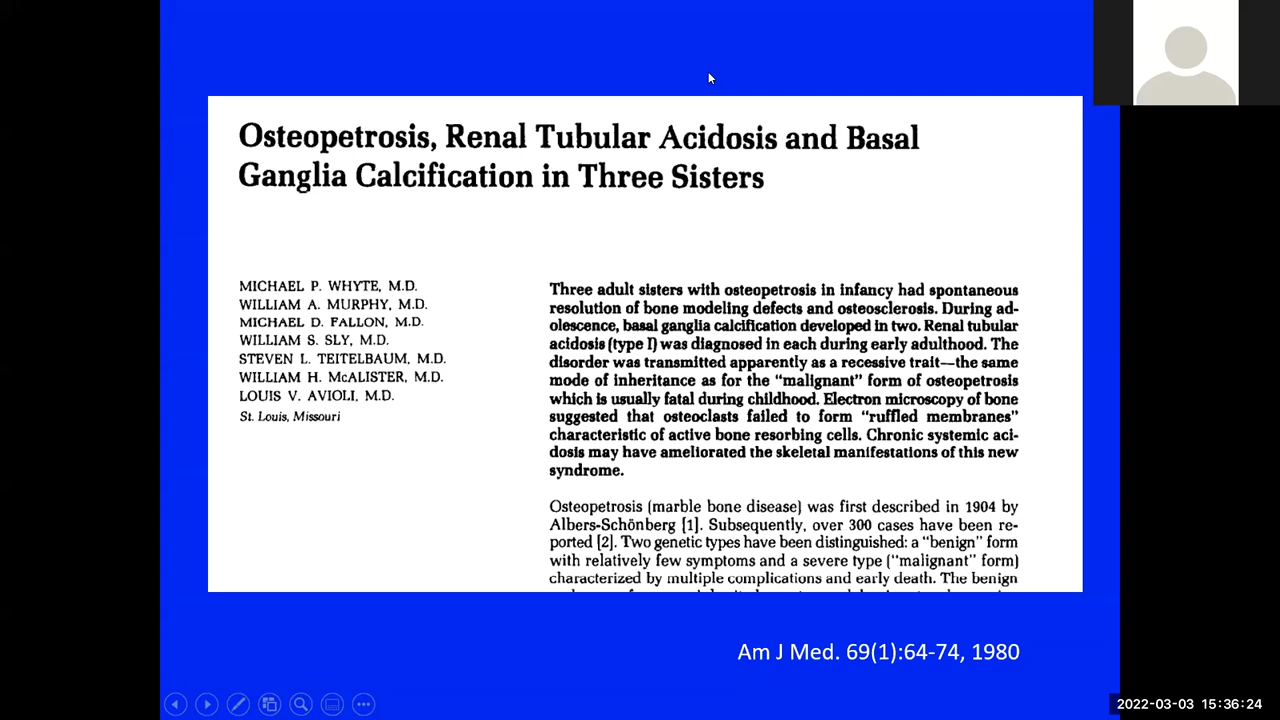 Osteopetrosis, Renal Tubular Acidosis and Basal
Ganglia Calcification in Three Sisters
MICHAEL P. WHYTE, M.D.
WILLIAM A. MURPHY, M.D.
MICHAEL D. FALLON, M.D.
WILLIAM S. SLY, M.D.
STEVEN L. TEITELBAUM, M.D.
WILLIAM H. McALISTER, M.D.
LOUIS V. AVIOLI, M.D.
St. Louis, Missouri
Three adult sisters with osteopetrosis in infancy had spontaneous
resolution of bone modeling defects and osteosclerosis. During ad-
olescence, basal ganglia calcification developed in two. Renal tubular
acidosis (type I) was diagnosed in each during early adulthood. The
disorder was transmitted apparently as a recessive trait—the same
mode of inheritance as for the “malignant” form of osteopetrosis
which is usually fatal during childhood. Electron microscopy of bone
suggested that osteoclasts failed to form “ruffled membranes”
characteristic of active bone resorbing cells. Chronic systemic aci-
dosis may have ameliorated the skeletal manifestations of this new
syndrome.
Osteopetrosis (marble bone disease) was first described in 1904 by
Albers-Schönberg [1]. Subsequently, over 300 cases have been re-
ported [2]. Two genetic types have been distinguished: a “benign” form
with relatively few symptoms and a severe type (“malignant” form)
characterized by multiple complications and early death. The benign
Am J Med. 69(1):64-74, 1980
2022-03-03 15:36:24